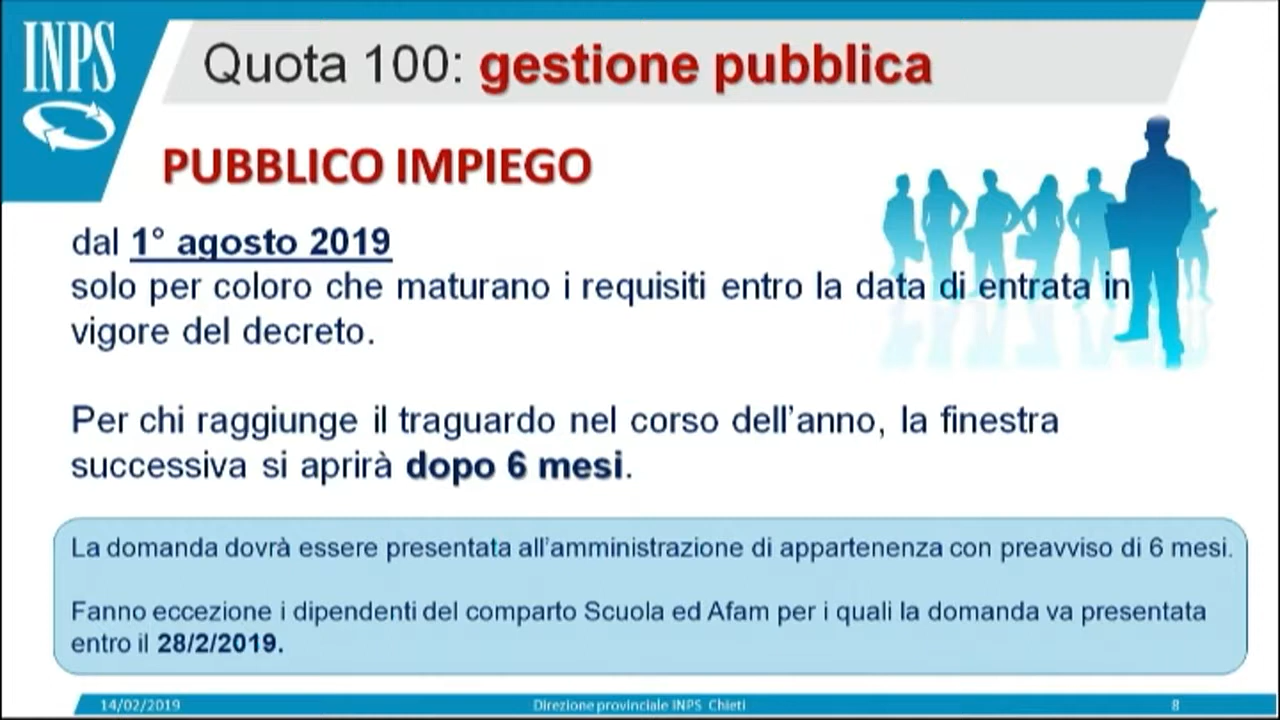 INPS
Quota 100: gestione pubblica
PUBBLICO IMPIEGO
dal 1° agosto 2019
solo per coloro che maturano i requisiti entro la data di entrata in
vigore del decreto.
Per chi raggiunge il traguardo nel corso dell’anno, la finestra
successiva si aprirà dopo 6 mesi.
La domanda dovrà essere presentata all’amministrazione di appartenenza con preavviso di 6 mesi.
Fanno eccezione i dipendenti del comparto Scuola ed Afam per i quali la domanda va presentata
entro il 28/2/2019.
14/02/2019 Direzione provinciale INPS Chieti 8